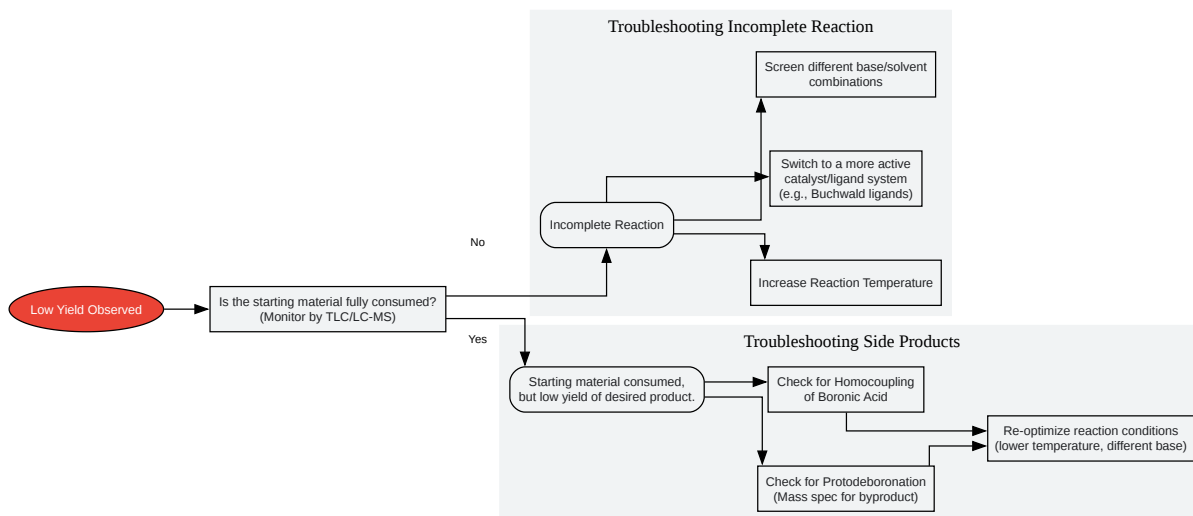 Troubleshooting Incomplete Reaction
Screen different base/solvent
combinations
Switch to a more active
catalyst/ligand system
(e.g., Buchwald ligands)
Incomplete Reaction
No
Increase Reaction Temperature
Low Yield Observed
Is the starting material fully consumed?
(Monitor by TLC/LC-MS)
Yes
Troubleshooting Side Products
Starting material consumed,
but low yield of desired product.
Check for Homocoupling
of Boronic Acid
Re-optimize reaction conditions
(lower temperature, different base)
Check for Protodeboronation
(Mass spec for byproduct)